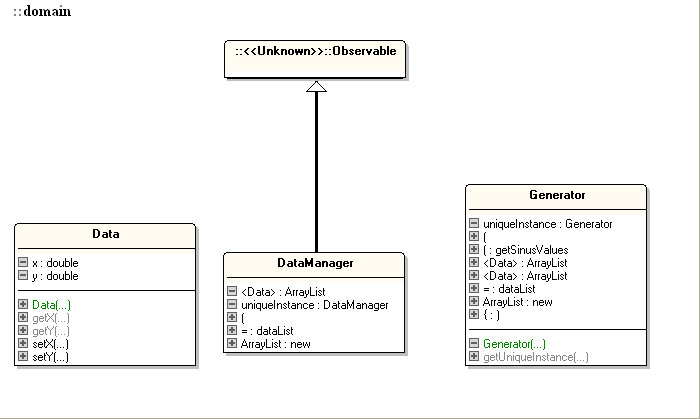 ::domain
::<<Unknown>>::Observable
Data
x : double
y : double
Data(...)
getX(...)
getY(...)
setX(...)
setY(...)
DataManager
<Data> : ArrayList
uniqueInstance : DataManager
(
= : dataList
ArrayList : new
Generator
uniqueInstance : Generator
(
( : getSinusValues
<Data> : ArrayList
<Data> : ArrayList
= : dataList
ArrayList : new
{ : )
Generator(...)
getUniqueInstance(...)